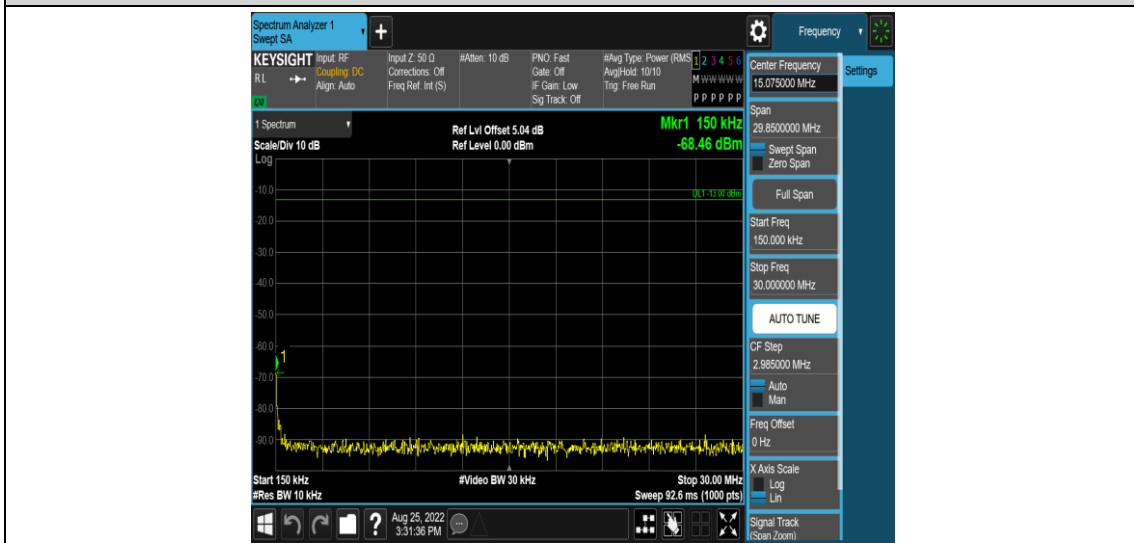 Spectrum Analyzer 1
Swept SA
+
Frequency
KEYSIGHT
RL
LXI
Input: RF
Coupling: DC
Align: Auto
Input Z: 50 Ω
Corrections: Off
Freq Ref: Int (S)
#Atten: 10 dB
PNO: Fast
Gate: Off
IF Gain: Low
Sig Track: Off
#Avg Type: Power (RMS
Avg|Hold: 10/10
Trig: Free Run
1 2 3 4 5 6
M W W W W W
P P P P P P
1 Spectrum
Scale/Div 10 dB
Ref Lvl Offset 5.04 dB
Ref Level 0.00 dBm
Mkr1 150 kHz
-68.46 dBm
Log
DL1 -13.00 dBm
-10.0
-20.0
-30.0
-40.0
-50.0
-60.0
1
-70.0
-80.0
-90.0
Start 150 kHz
#Video BW 30 kHz
Stop 30.00 MHz
#Res BW 10 kHz
Sweep 92.6 ms (1000 pts)
?
Aug 25, 2022
3:31:36 PM
Center Frequency
15.075000 MHz
Settings
Span
29.8500000 MHz
Swept Span
Zero Span
Full Span
Start Freq
150.000 kHz
Stop Freq
30.000000 MHz
AUTO TUNE
CF Step
2.985000 MHz
Auto
Man
Freq Offset
0 Hz
X Axis Scale
Log
Lin
Signal Track
(Span Zoom)